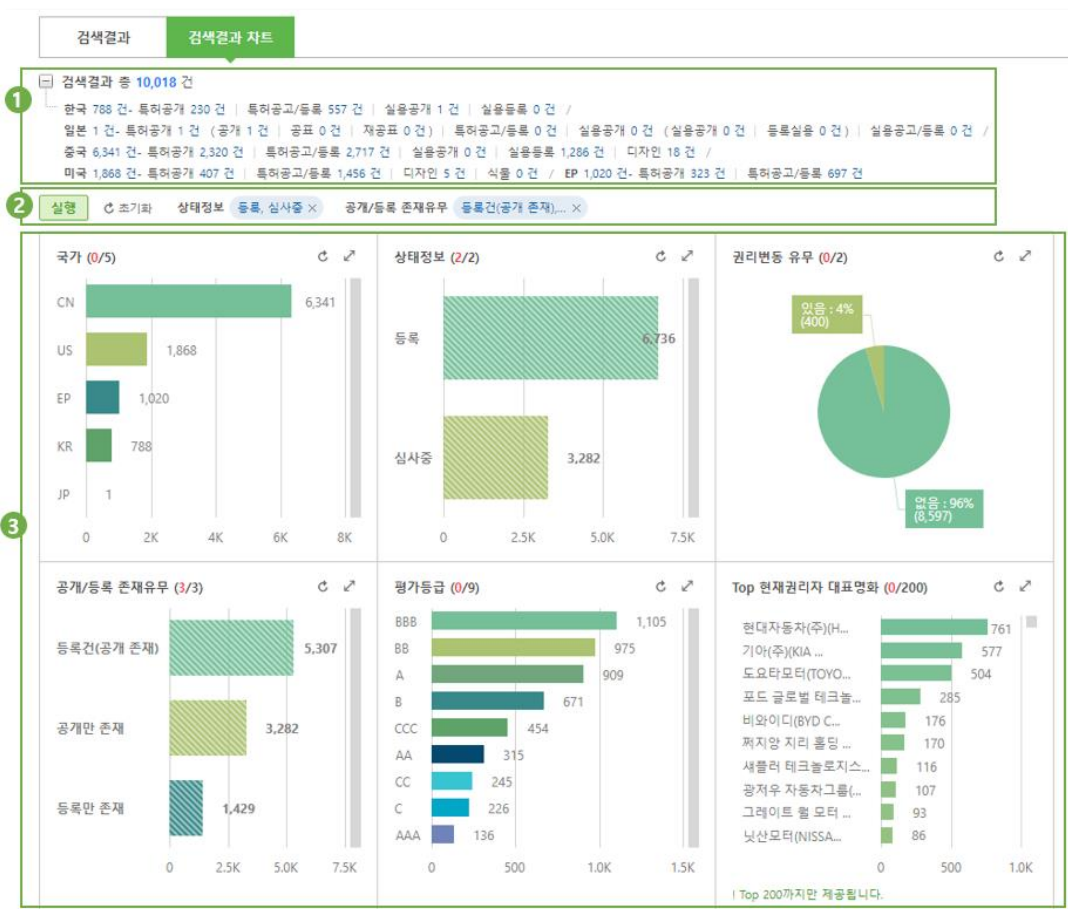 검색결과 검색결과 차트
1
검색결과 총 10,018 건
한국 788 건- 특허공개 230 건 | 특허공고/등록 557 건 | 실용공개 1 건 | 실용등록 0 건 /
일본 1 건- 특허공개 1 건 (공개 1 건 | 공표 0 건 | 재공표 0 건) | 특허공고/등록 0 건 | 실용공개 0 건 (실용공개 0 건 | 등록실용 0 건) | 실용공고/등록 0 건 /
중국 6,341 건- 특허공개 2,320 건 | 특허공고/등록 2,717 건 | 실용공개 0 건 | 실용등록 1,286 건 | 디자인 18 건 /
미국 1,868 건- 특허공개 407 건 | 특허공고/등록 1,456 건 | 디자인 5 건 | 식물 0 건 / EP 1,020 건- 특허공개 323 건 | 특허공고/등록 697 건
2
실행 초기화 상태정보 등록, 심사중 × 공개/등록 존재유무 등록건(공개 존재),... ×
3
국가 (0/5)
CN 6,341
US 1,868
EP 1,020
KR 788
JP 1
0 2K 4K 6K 8K
상태정보 (2/2)
등록 6,736
심사중 3,282
0 2.5K 5.0K 7.5K
권리변동 유무 (0/2)
있음 : 4%
(400)
없음 : 96%
(8,597)
공개/등록 존재유무 (3/3)
등록건(공개 존재) 5,307
공개만 존재 3,282
등록만 존재 1,429
0 2.5K 5.0K 7.5K
평가등급 (0/9)
BBB 1,105
BB 975
A 909
B 671
CCC 454
AA 315
CC 245
C 226
AAA 136
0 500 1.0K 1.5K
Top 현재권리자 대표명화 (0/200)
현대자동차(주)(H... 761
기아(주)(KIA ... 577
도요타모터(TOYO... 504
포드 글로벌 테크놀... 285
비와이디(BYD C... 176
쩌지앙 지리 홀딩 ... 170
섀플러 테크놀로지스... 116
광저우 자동차그룹(... 107
그레이트 월 모터 ... 93
닛산모터(NISSA... 86
0 500 1.0K
! Top 200까지만 제공됩니다.